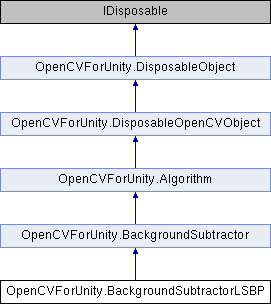 IDisposable
OpenCVForUnity.DisposableObject
OpenCVForUnity.DisposableOpenCVObject
OpenCVForUnity.Algorithm
OpenCVForUnity.BackgroundSubtractor
OpenCVForUnity.BackgroundSubtractorLSBP